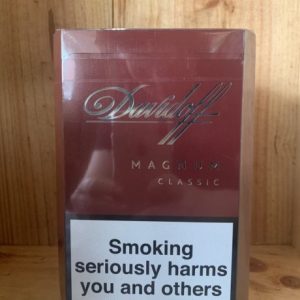 Davidoff
MAGNUM
CLASSIC
Smoking
seriously harms
you and others